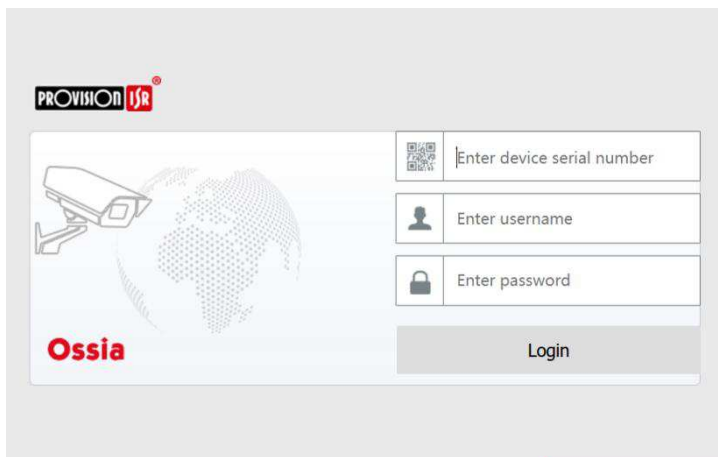 PROVISION ISR®
Enter device serial number
Enter username
Enter password
Ossia
Login